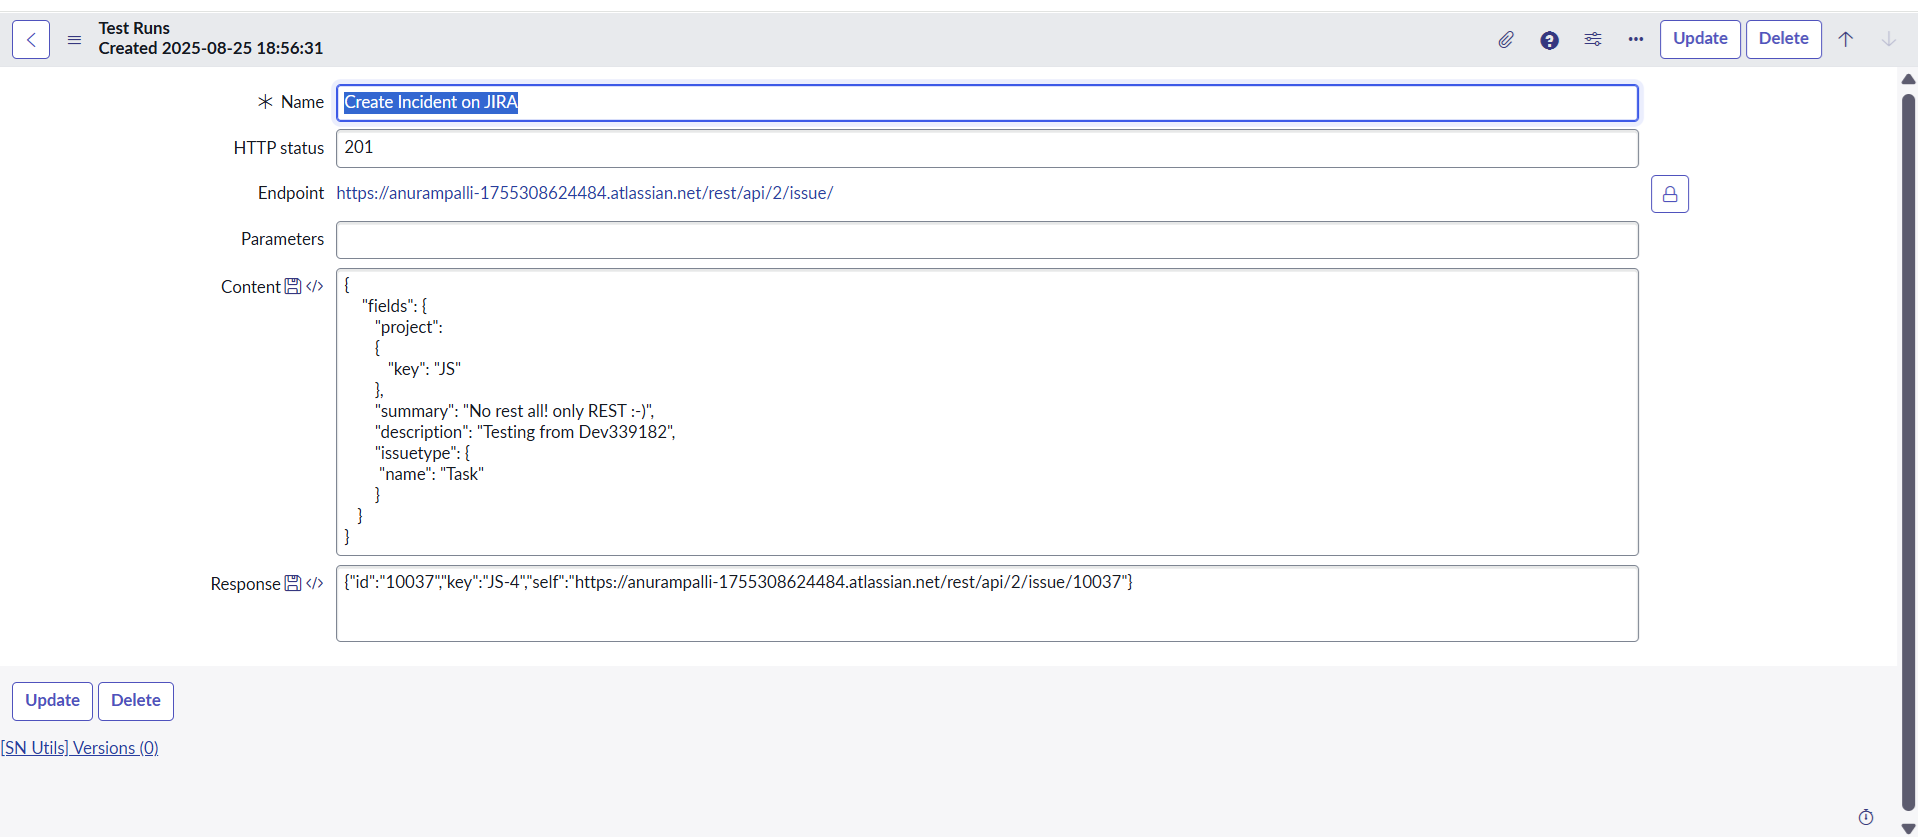 Test Runs
Created 2025-08-25 18:56:31
Update
Delete
Name
Create Incident on JIRA
HTTP status
201
Endpoint
https://anurampalli-1755308624484.atlassian.net/rest/api/2/issue/
Parameters
Content
{
"fields": {
"project":
{
"key": "JS"
},
"summary": "No rest all! only REST :-)",
"description": "Testing from Dev339182",
"issuetype": {
"name": "Task"
}
}
}
Response
{"id":"10037","key":"JS-4","self":"https://anurampalli-1755308624484.atlassian.net/rest/api/2/issue/10037"}
Update
Delete
[SN Utils] Versions (0)